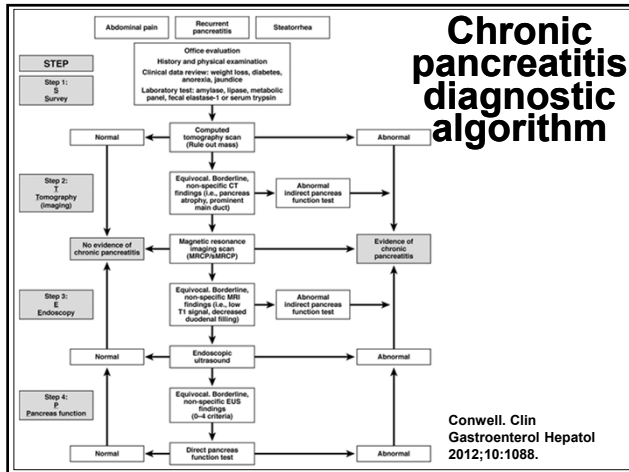 Chronic
pancreatitis
diagnostic
algorithm
Abdominal pain
Recurrent
pancreatitis
Steatorrhea
STEP
Step 1:
S
Survey
Office evaluation
History and physical examination
Clinical data review: weight loss, diabetes,
anorexia, jaundice
Laboratory test: amylase, lipase, metabolic
panel, fecal elastase-1 or serum trypsin
Normal
Computed
tomography scan
(Rule out mass)
Abnormal
Step 2:
T
Tomography
(imaging)
Equivocal. Borderline,
non-specific CT
findings (i.e., pancreas
atrophy, prominent
main duct)
Abnormal
indirect pancreas
function test
No evidence of
chronic pancreatitis
Magnetic resonance
imaging scan
(MRCP/sMRCP)
Evidence of
chronic
pancreatitis
Step 3:
E
Endoscopy
Equivocal. Borderline,
non-specific MRI
findings (i.e., low
T1 signal, decreased
duodenal filling)
Abnormal
indirect pancreas
function test
Normal
Endoscopic
ultrasound
Abnormal
Step 4:
P
Pancreas function
Equivocal. Borderline,
non-specific EUS
findings
(0–4 criteria)
Normal
Direct pancreas
function test
Abnormal
Conwell. Clin
Gastroenterol Hepatol
2012;10:1088.